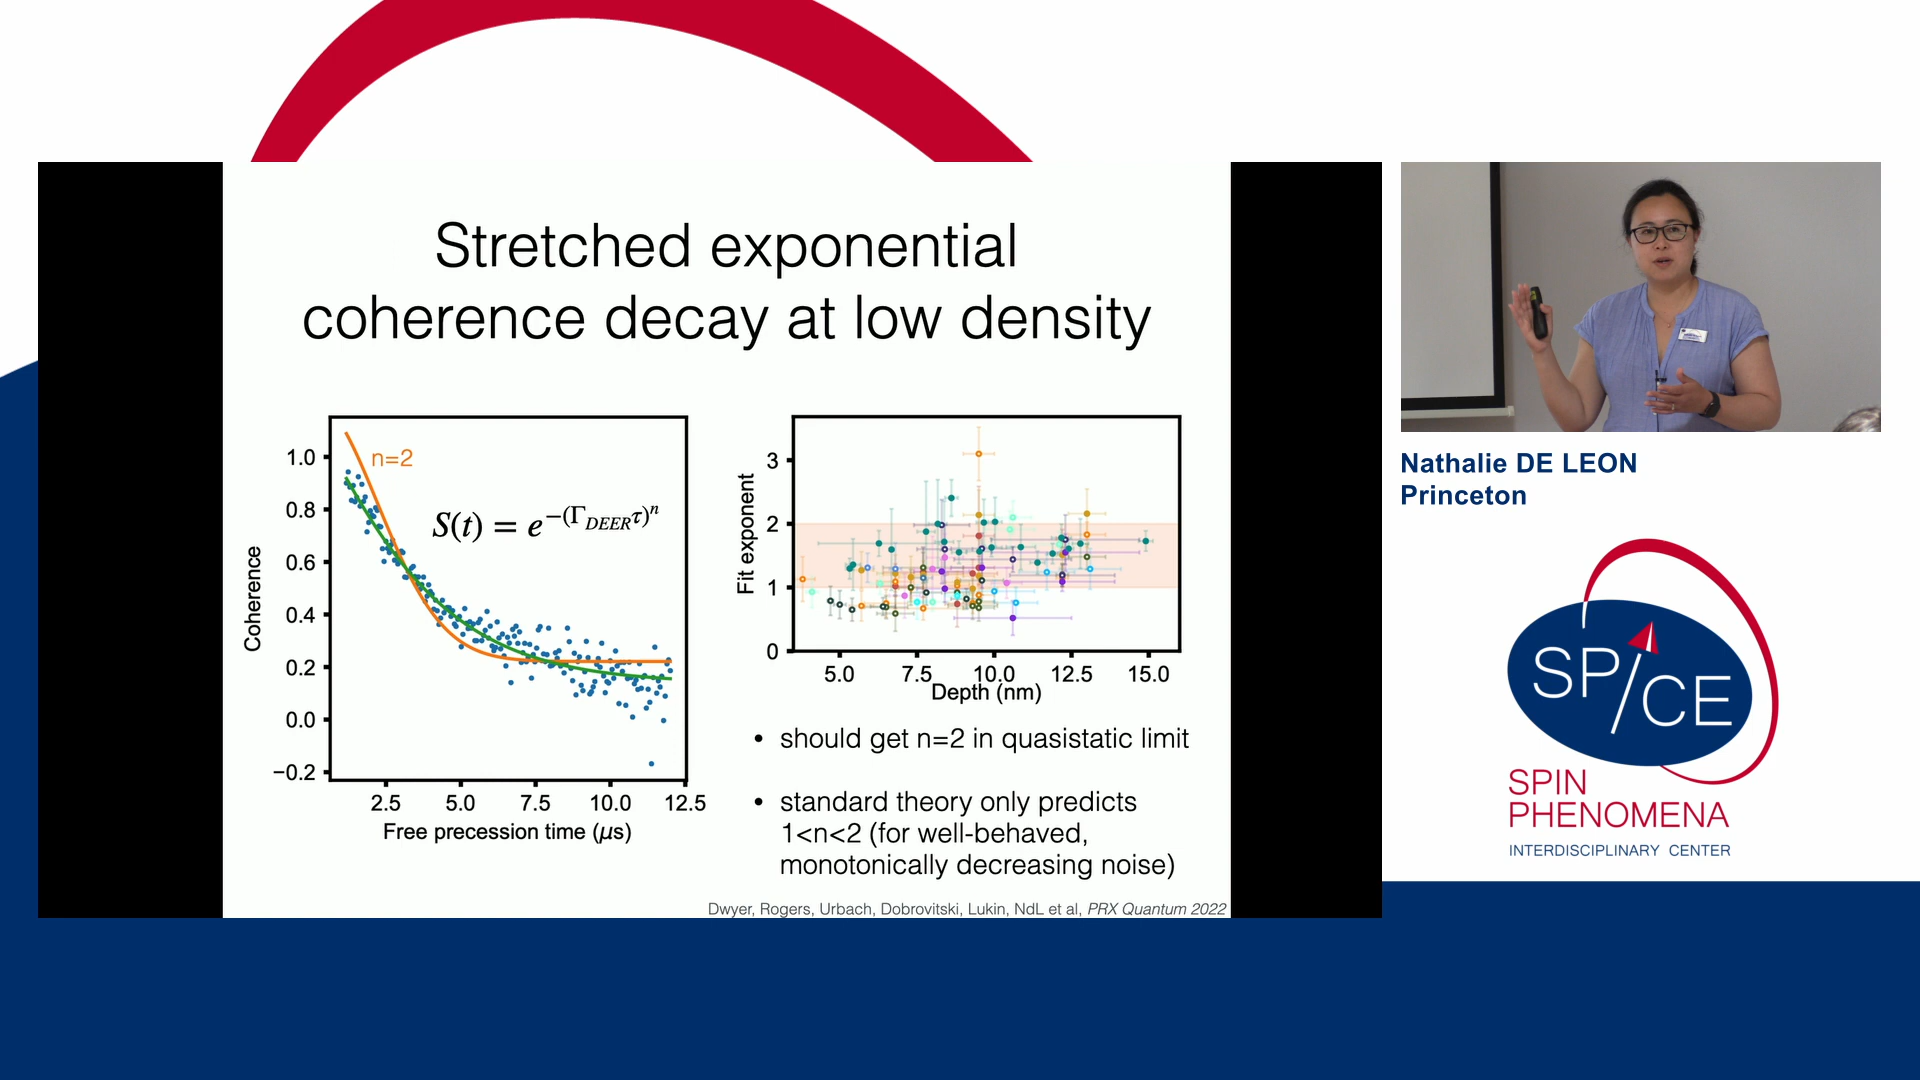 Stretched exponential
coherence decay at low density
n=2
S(t) = e^{-(Γ_{DEER}τ)^n}
Coherence
1.0
0.8
0.6
0.4
0.2
0.0
−0.2
2.5 5.0 7.5 10.0 12.5
Free precession time (μs)
Fit exponent
3
2
1
0
5.0 7.5 10.0 12.5 15.0
Depth (nm)
• should get n=2 in quasistatic limit
• standard theory only predicts
1<n<2 (for well-behaved,
monotonically decreasing noise)
Dwyer, Rogers, Urbach, Dobrovitski, Lukin, NdL et al, PRX Quantum 2022
Nathalie DE LEON
Princeton
SP/CE
SPIN
PHENOMENA
INTERDISCIPLINARY CENTER